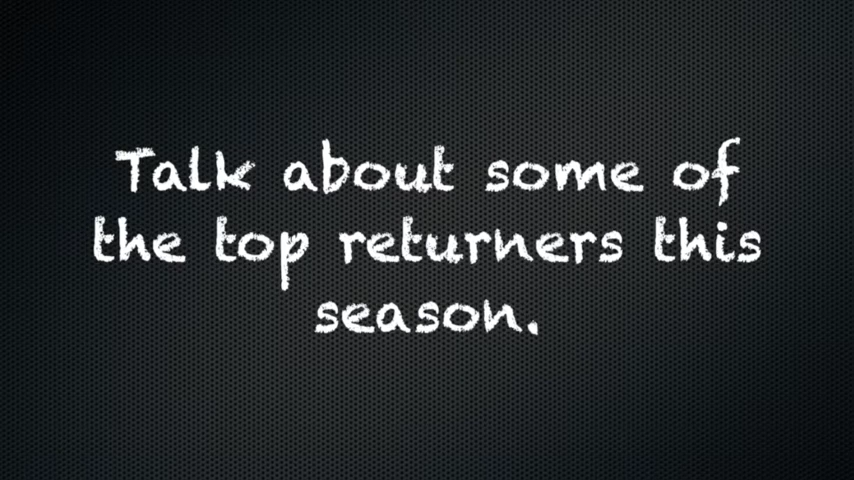 Talk about some of
the top returners this
season.